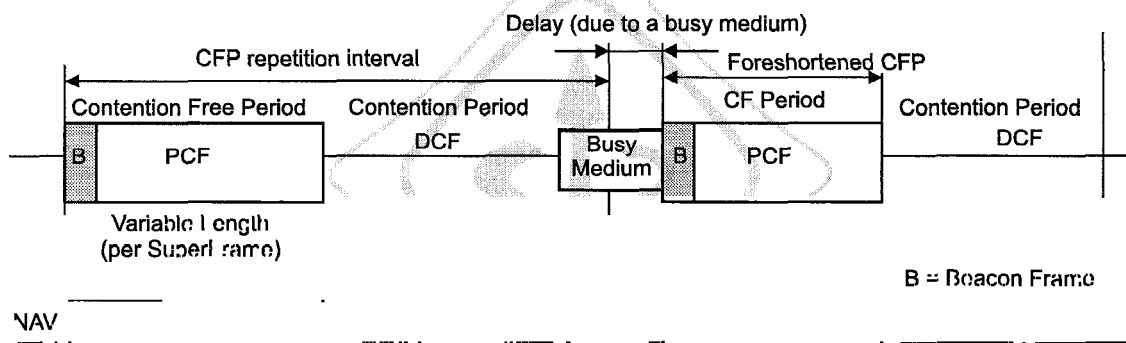 Delay (due to a busy medium)
CFP repetition interval
Foreshortened CFP
Contention Free Period
Contention Period
CF Period
Contention Period
B
PCF
DCF
Busy
Medium
B
PCF
DCF
Variable Length
(per SuperFrame)
B = Beacon Frame
NAV